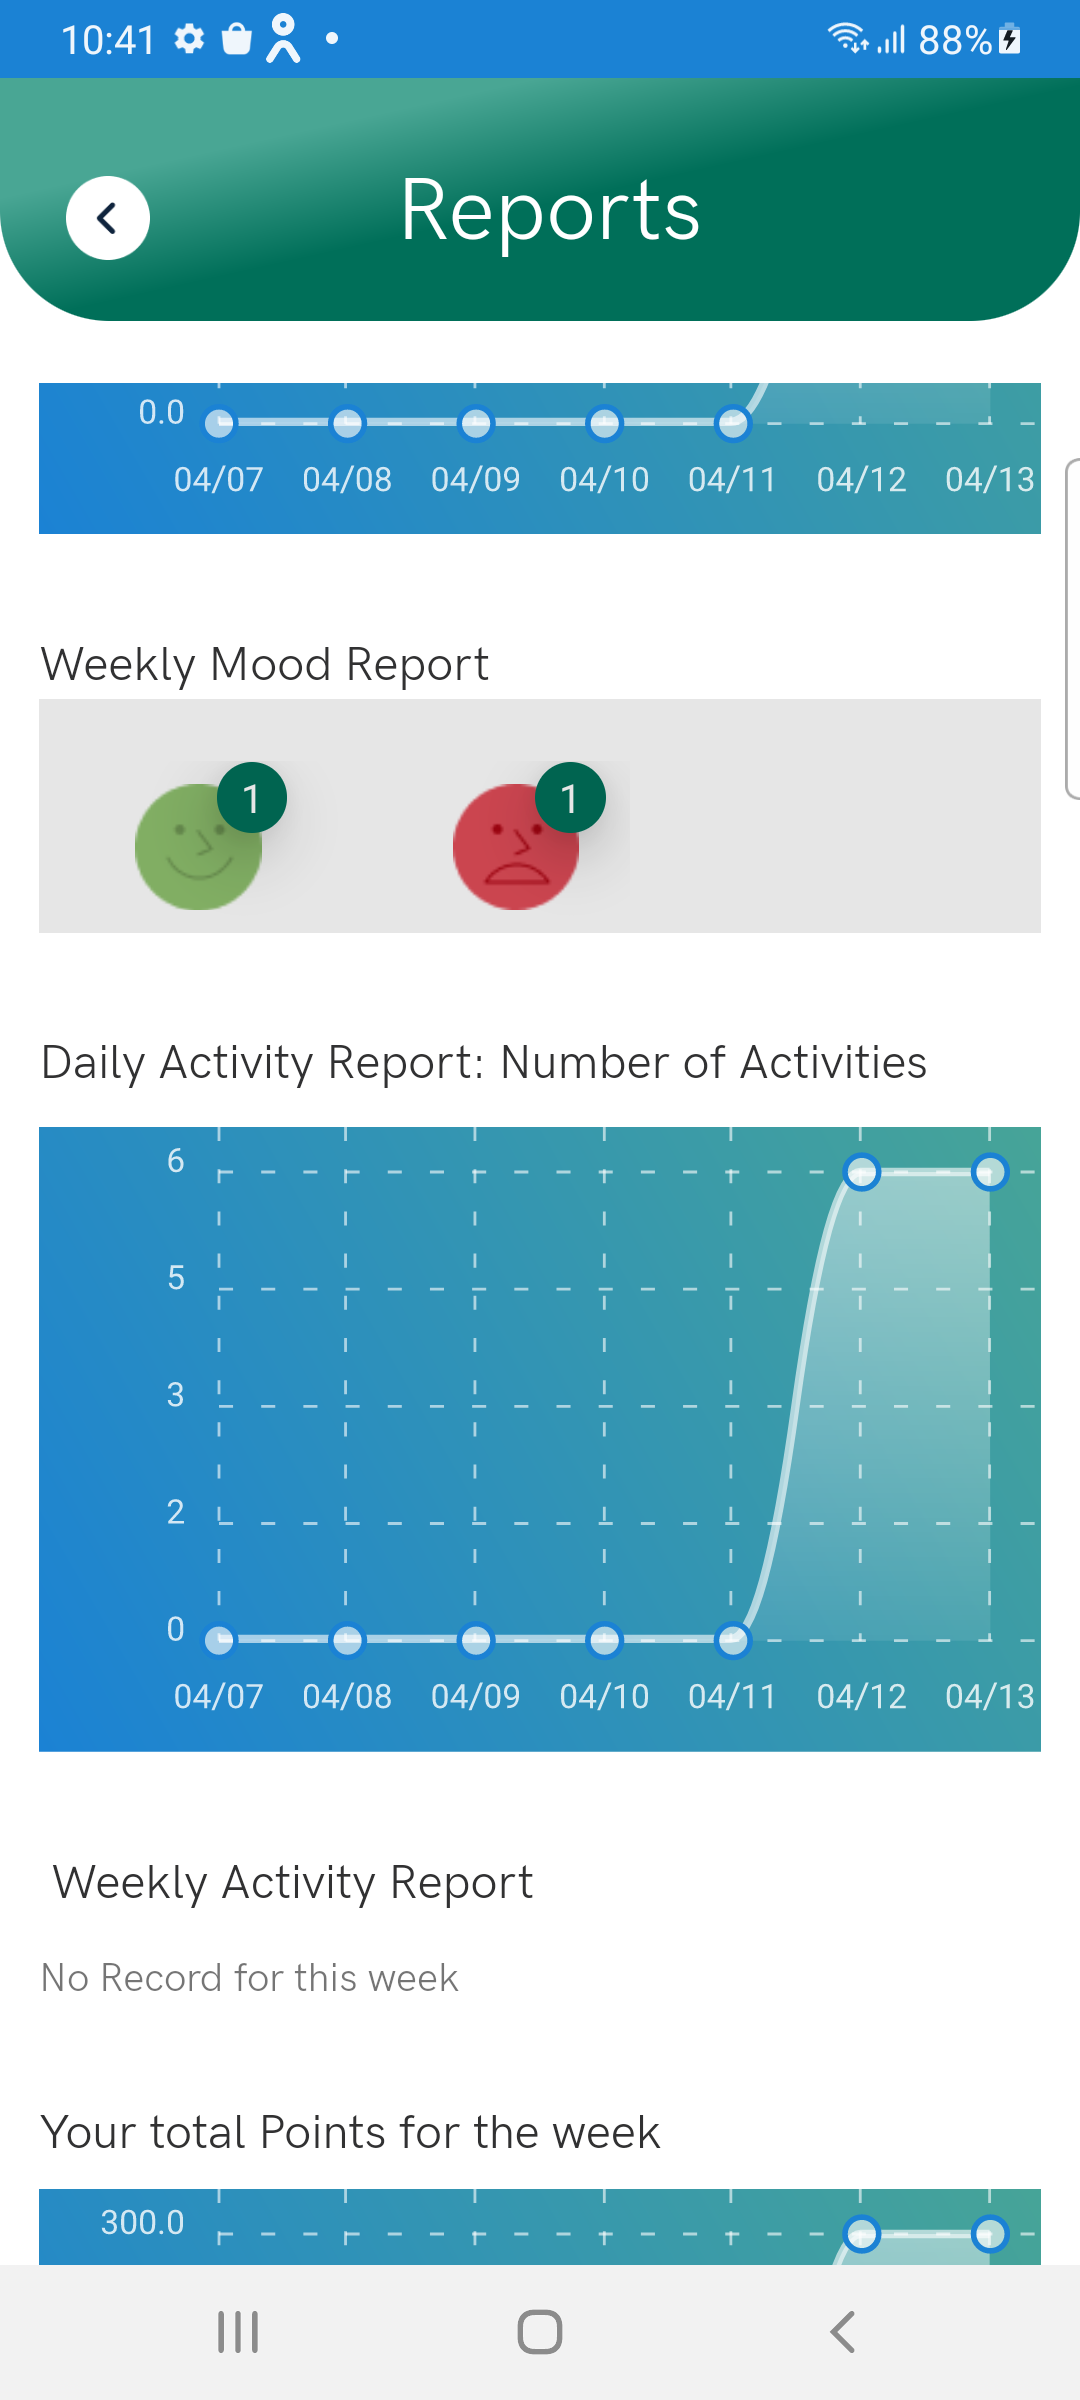 10:41 88%
Reports
0.0
04/07 04/08 04/09 04/10 04/11 04/12 04/13
Weekly Mood Report
1 1
Daily Activity Report: Number of Activities
6
5
3
2
0
04/07 04/08 04/09 04/10 04/11 04/12 04/13
Weekly Activity Report
No Record for this week
Your total Points for the week
300.0